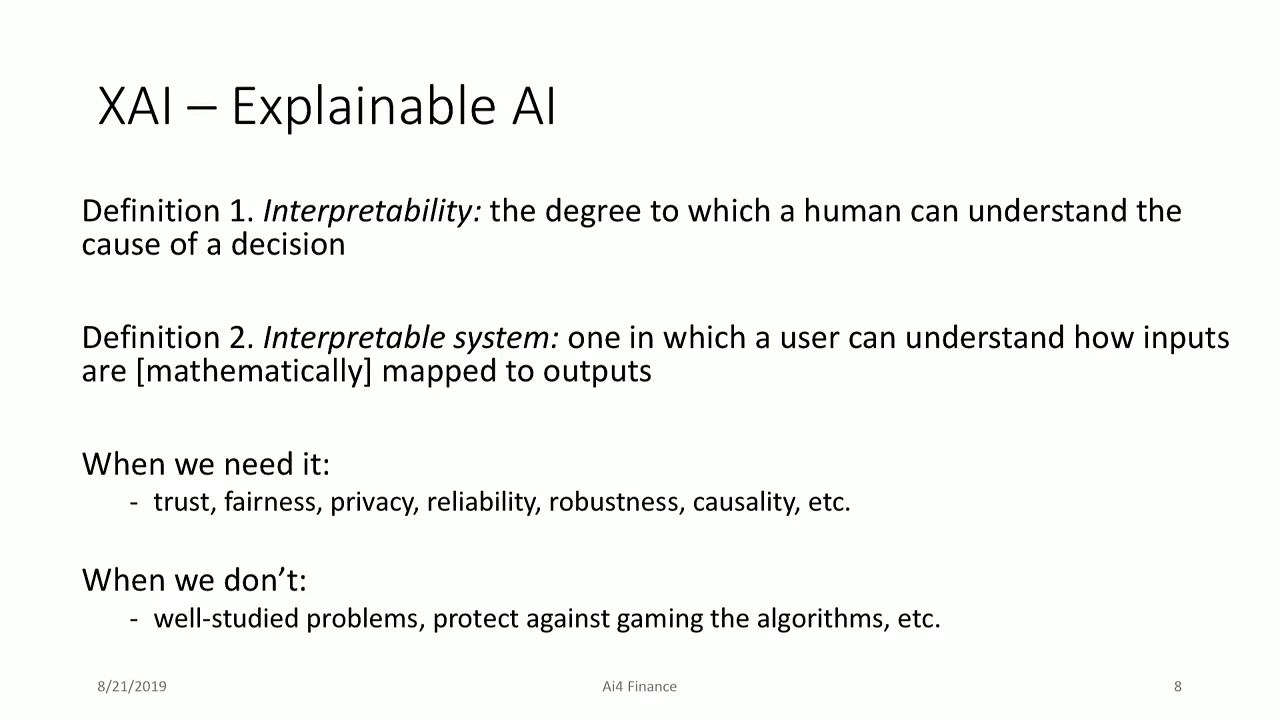 XAI – Explainable AI
Definition 1. Interpretability: the degree to which a human can understand the
cause of a decision
Definition 2. Interpretable system: one in which a user can understand how inputs
are [mathematically] mapped to outputs
When we need it:
- trust, fairness, privacy, reliability, robustness, causality, etc.
When we don’t:
- well-studied problems, protect against gaming the algorithms, etc.
8/21/2019
Ai4 Finance
8